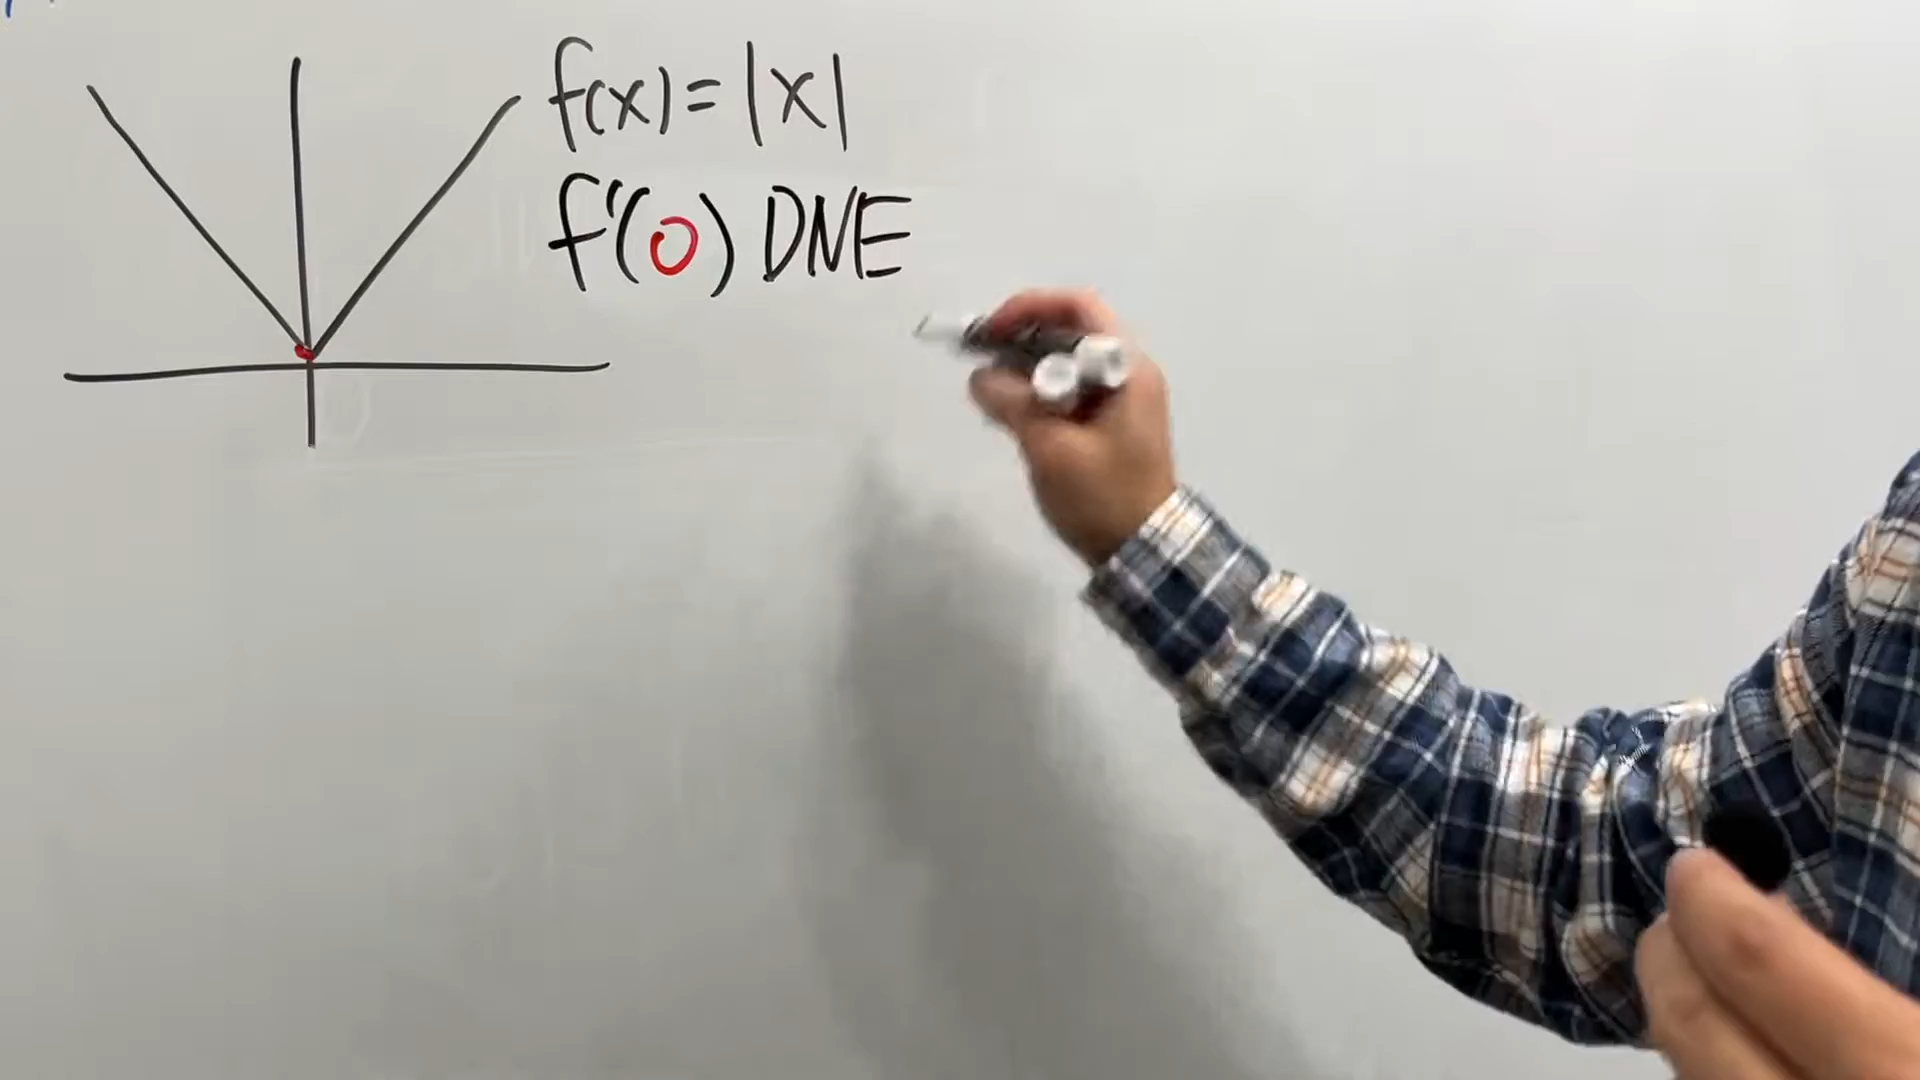 f(x) = |x|
f'(0) DNE